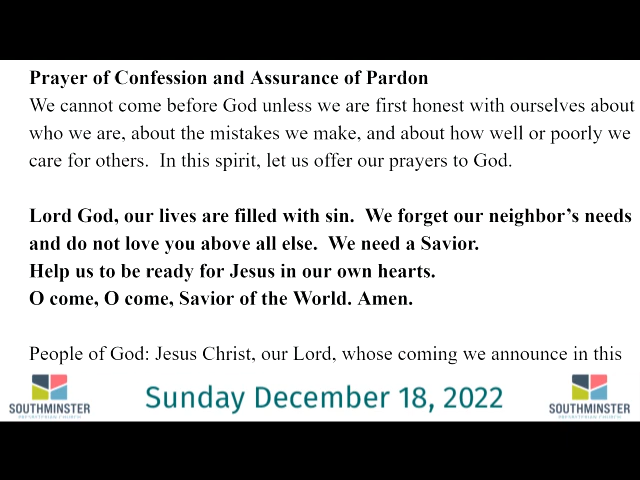 Prayer of Confession and Assurance of Pardon
We cannot come before God unless we are first honest with ourselves about
who we are, about the mistakes we make, and about how well or poorly we
care for others.  In this spirit, let us offer our prayers to God.
Lord God, our lives are filled with sin.  We forget our neighbor’s needs
and do not love you above all else.  We need a Savior.
Help us to be ready for Jesus in our own hearts.
O come, O come, Savior of the World. Amen.
People of God: Jesus Christ, our Lord, whose coming we announce in this
SOUTHMINSTER
PRESBYTERIAN CHURCH
Sunday December 18, 2022
SOUTHMINSTER
PRESBYTERIAN CHURCH